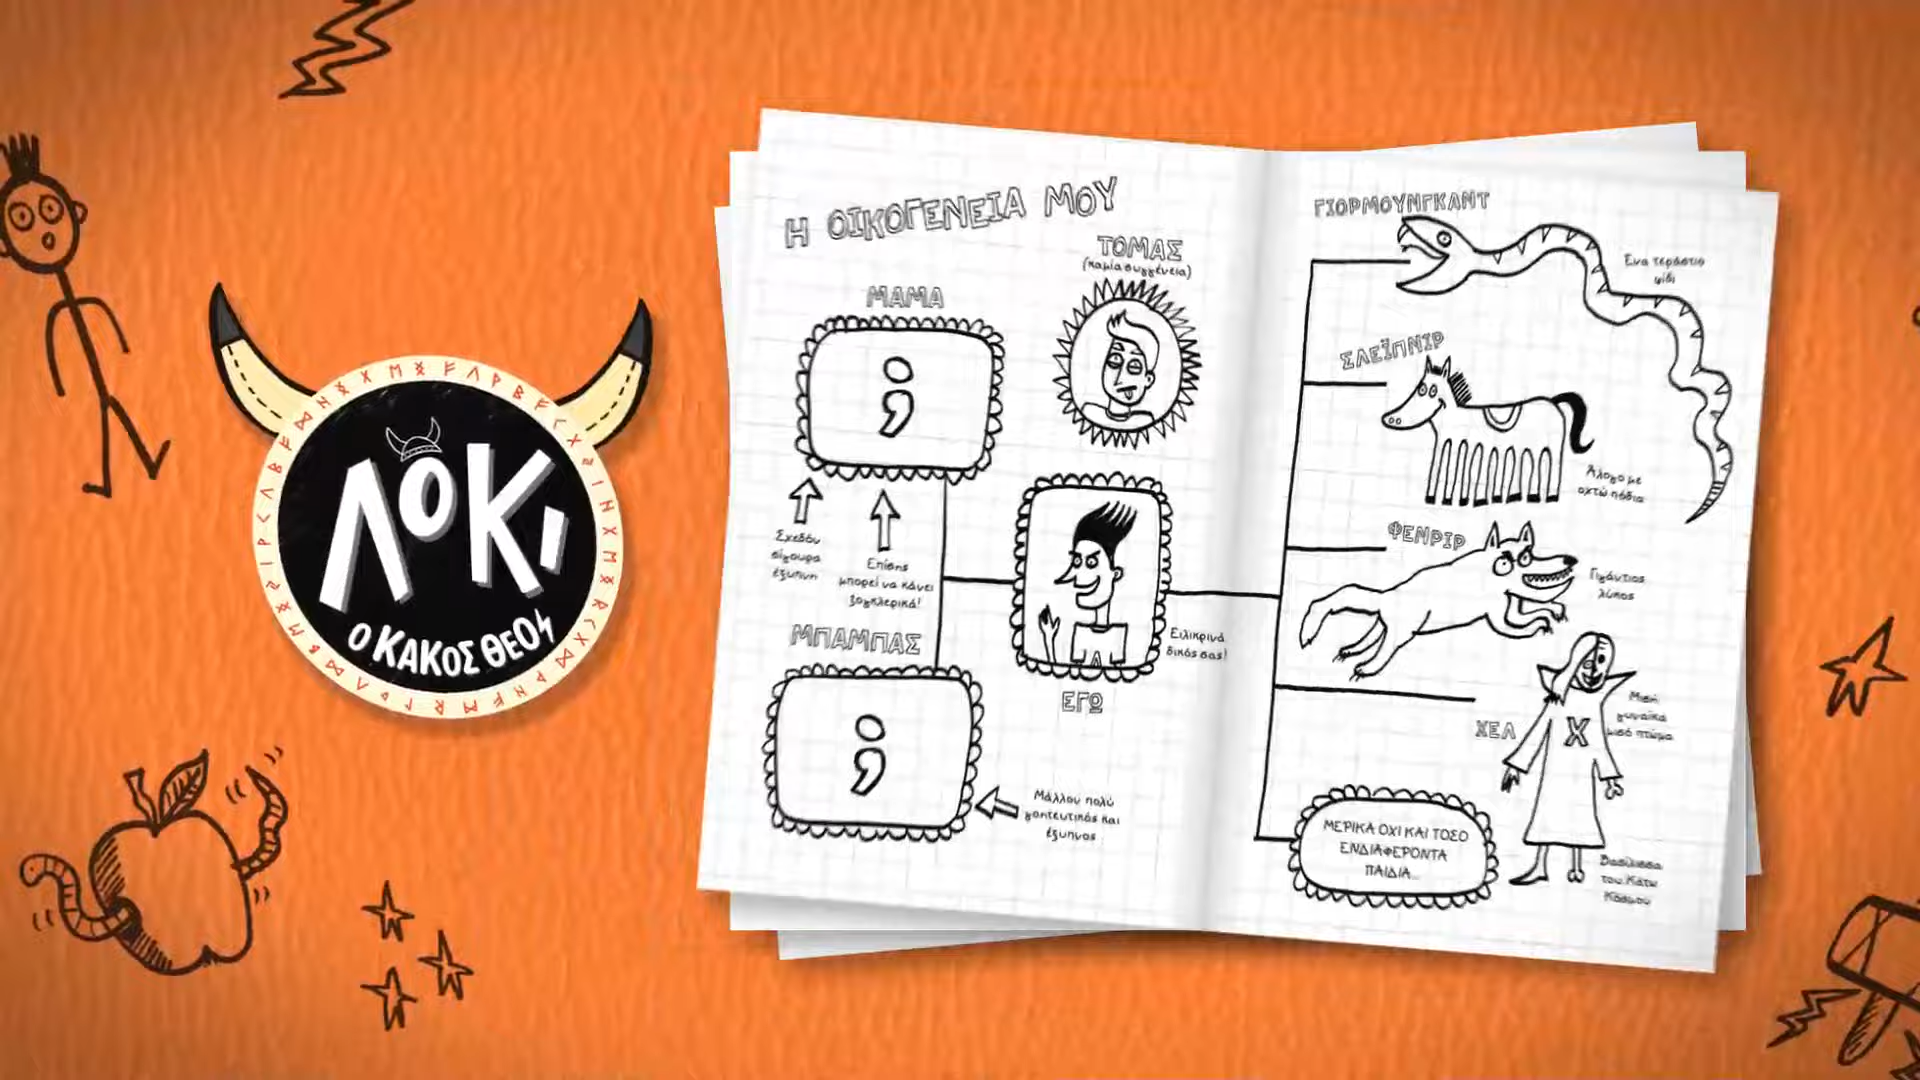 ΛΟΚΙ
Ο ΚΑΚΟΣ ΘΕΟΣ
Η ΟΙΚΟΓΕΝΕΙΑ ΜΟΥ
ΤΟΜΑΣ
(καμία συγγένεια)
ΜΑΜΑ
;
Σχεδόν
σίγουρα
έξυπνη
Επίσης
μπορεί να κάνει
ζογκλερικά!
ΜΠΑΜΠΑΣ
;
Μάλλον πολύ
γοητευτικός και
έξυπνος
Ειλικρινά
δικός σας!
ΕΓΩ
ΓΙΟΡΜΟΥΝΓΚΑΝΤ
Ένα τεράστιο
φίδι
ΣΛΕΪΠΝΙΡ
Άλογο με
οχτώ πόδια
ΦΕΝΡΙΡ
Γιγάντιος
λύκος
ΧΕΛ
Χ
Μισή
γυναίκα
μισό πτώμα
Βασίλισσα
του Κάτω
Κόσμου
ΜΕΡΙΚΑ ΟΧΙ ΚΑΙ ΤΟΣΟ
ΕΝΔΙΑΦΕΡΟΝΤΑ
ΠΑΙΔΙΑ...